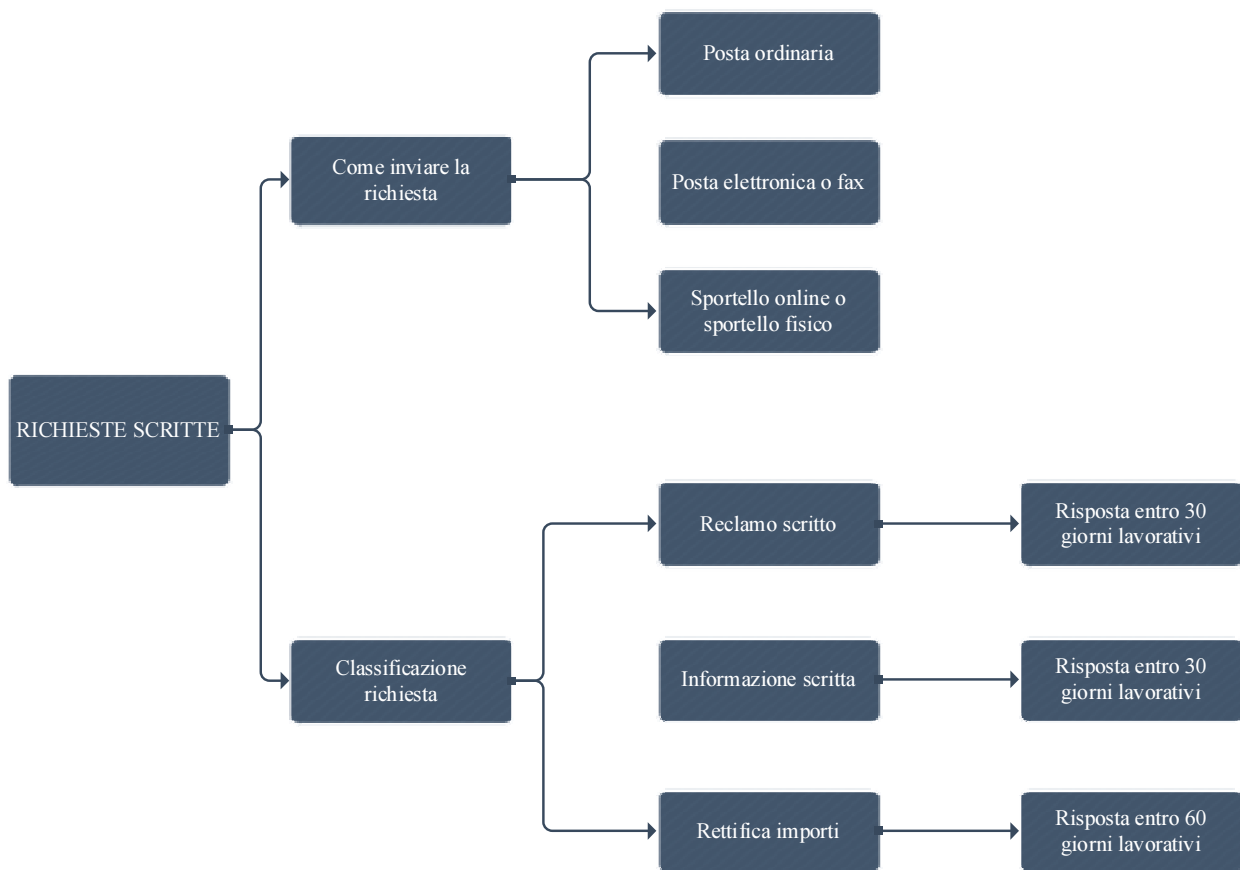 Posta ordinaria
Come inviare la
richiesta
Posta elettronica o fax
Sportello online o
sportello fisico
RICHIESTE SCRITTE
Reclamo scritto
Risposta entro 30
giorni lavorativi
Classificazione
richiesta
Informazione scritta
Risposta entro 30
giorni lavorativi
Rettifica importi
Risposta entro 60
giorni lavorativi